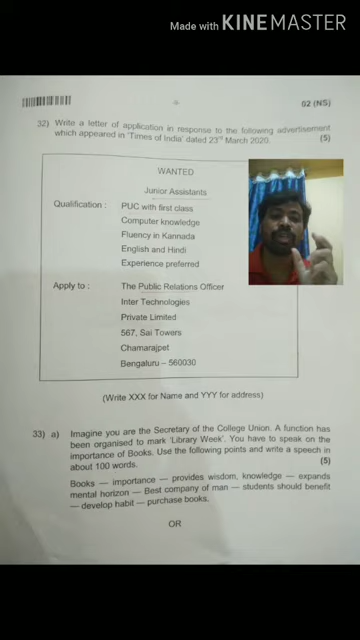 Made with KINEMASTER
02 (NS)
32) Write a letter of application in response to the following advertisement
which appeared in 'Times of India' dated 23rd March 2020. (5)
WANTED
Junior Assistants
Qualification : PUC with first class
Computer knowledge
Fluency in Kannada
English and Hindi
Experience preferred
Apply to : The Public Relations Officer
Inter Technologies
Private Limited
567, Sai Towers
Chamarajpet
Bengaluru – 560030
(Write XXX for Name and YYY for address)
33) a) Imagine you are the Secretary of the College Union. A function has
been organised to mark 'Library Week'. You have to speak on the
importance of Books. Use the following points and write a speech in
about 100 words. (5)
Books — importance — provides wisdom, knowledge — expands
mental horizon — Best company of man — students should benefit
— develop habit — purchase books.
OR